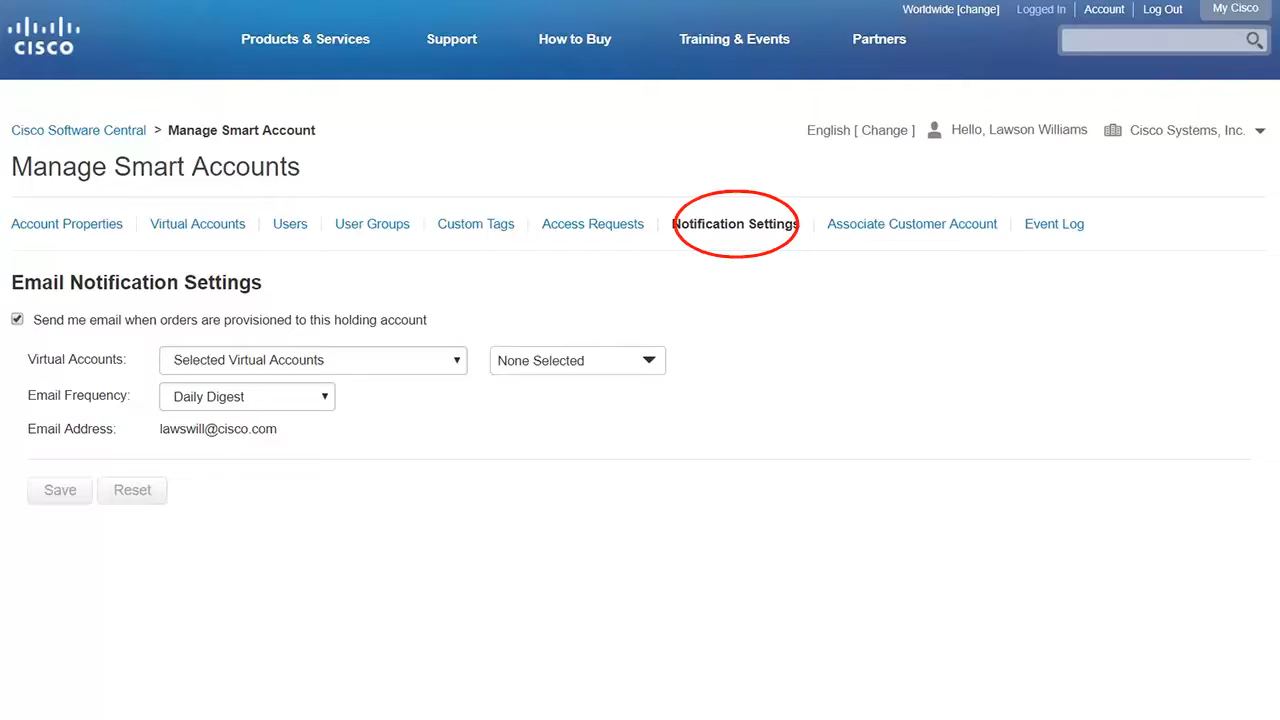 Worldwide [change] Logged In Account Log Out My Cisco
CISCO
Products & Services Support How to Buy Training & Events Partners
Cisco Software Central > Manage Smart Account
English [ Change ] Hello, Lawson Williams Cisco Systems, Inc.
Manage Smart Accounts
Account Properties Virtual Accounts Users User Groups Custom Tags Access Requests Notification Settings Associate Customer Account Event Log
Email Notification Settings
Send me email when orders are provisioned to this holding account
Virtual Accounts: Selected Virtual Accounts None Selected
Email Frequency: Daily Digest
Email Address: lawswill@cisco.com
Save Reset